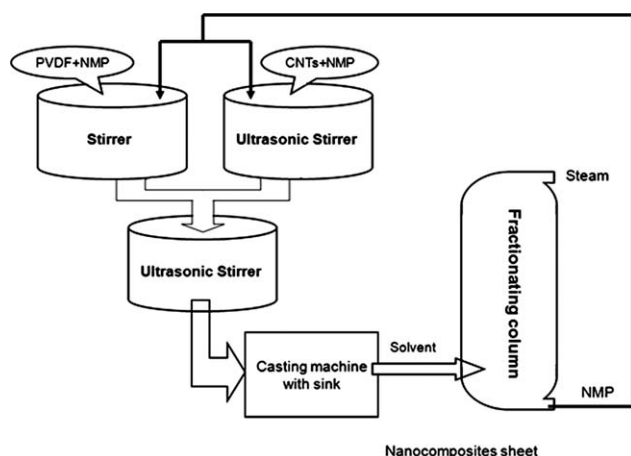 PVDF+NMP
CNTs+NMP
Stirrer
Ultrasonic Stirrer
Ultrasonic Stirrer
Casting machine
with sink
Solvent
Fractionating column
Steam
NMP
Nanocomposites sheet